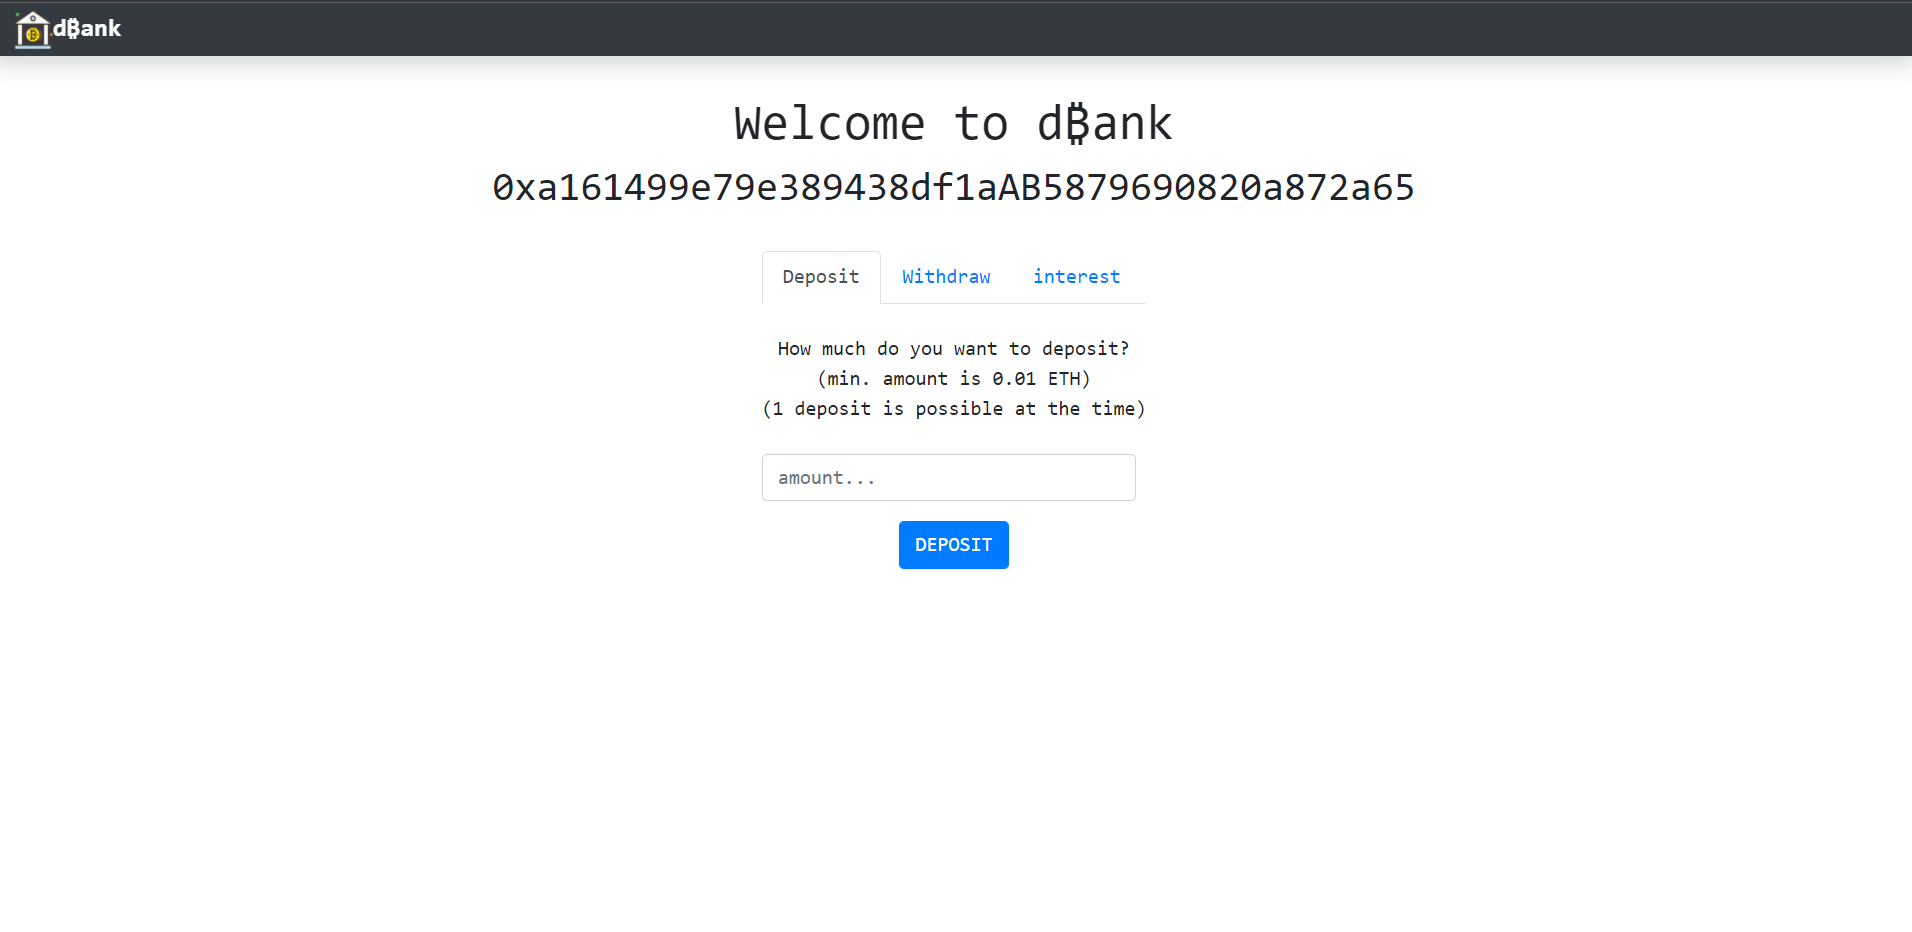 d₿ank
Welcome to d₿ank
0xa161499e79e389438df1aAB5879690820a872a65
Deposit Withdraw interest
How much do you want to deposit?
(min. amount is 0.01 ETH)
(1 deposit is possible at the time)
amount...
DEPOSIT